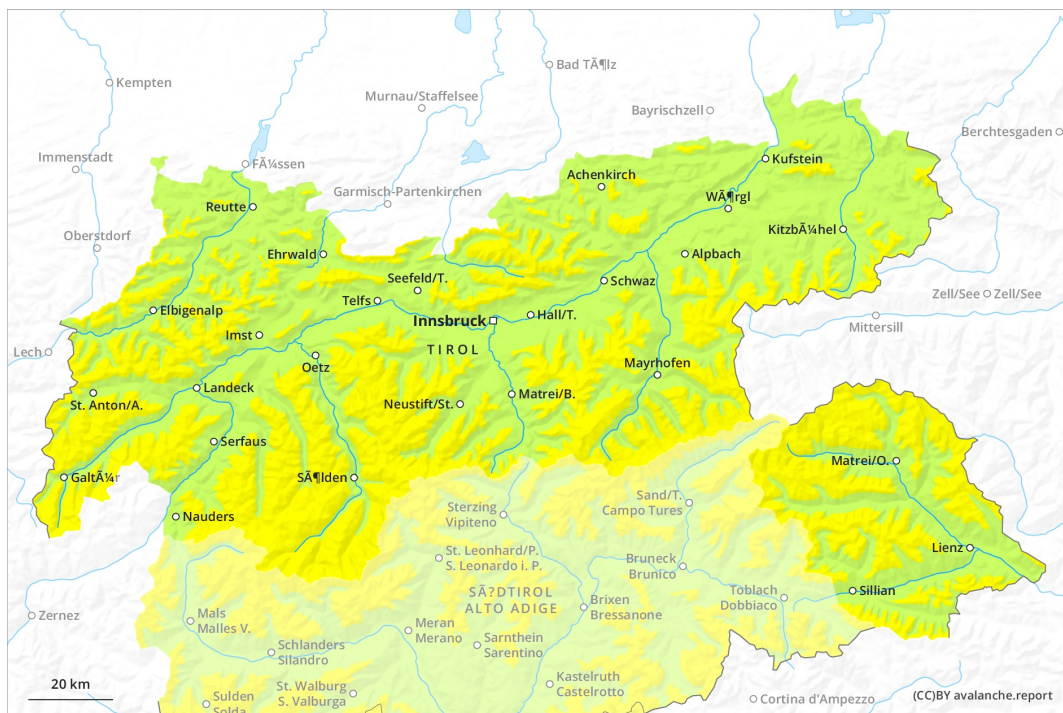 Kempten
Bad TÃ¶lz
Murnau/Staffelsee
Bayrischzell
Berchtesgaden
Immenstadt
FÃ¼ssen
Kufstein
Achenkirch
Garmisch-Partenkirchen
WÃ¶rgl
Reutte
Oberstdorf
KitzbÃ¼hel
Ehrwald
Alpbach
Seefeld/T.
Schwaz
Zell/See
Zell/See
Telfs
Elbigenalp
Innsbruck
Hall/T.
Mittersill
Imst
Lech
TIROL
Oetz
Mayrhofen
Landeck
St. Anton/A.
Neustift/St.
Matrei/B.
Serfaus
Matrei/O.
GaltÃ¼r
SÃ¶lden
Sand/T.
Campo Tures
Sterzing
Vipiteno
Nauders
Lienz
St. Leonhard/P.
S. Leonardo i. P.
Bruneck
Brunico
Sillian
SÃ?DTIROL
ALTO ADIGE
Toblach
Dobbiaco
Brixen
Bressanone
Zernez
Mals
Malles V.
Meran
Merano
Sarnthein
Sarentino
Schlanders
Silandro
20 km
St. Walburg
S. Valburga
Kastelruth
Castelrotto
Sulden
Solda
Cortina d'Ampezzo
(CC)BY avalanche.report